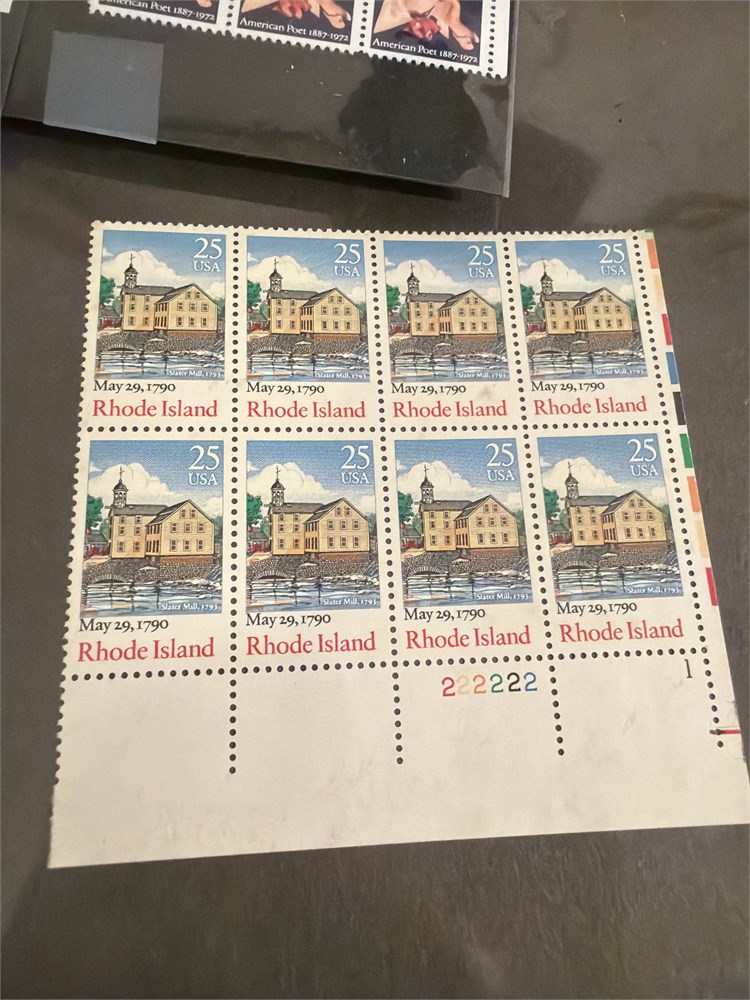 American Poet 1887-1972
American Poet 1887-1972
American Poet 1887-1972
25 USA
25 USA
25 USA
25 USA
Slater Mill, 1793
Slater Mill, 1793
Slater Mill, 1793
Slater Mill, 1793
May 29, 1790
May 29, 1790
May 29, 1790
May 29, 1790
Rhode Island
Rhode Island
Rhode Island
Rhode Island
25 USA
25 USA
25 USA
25 USA
Slater Mill, 1793
Slater Mill, 1793
Slater Mill, 1793
Slater Mill, 1793
May 29, 1790
May 29, 1790
May 29, 1790
May 29, 1790
Rhode Island
Rhode Island
Rhode Island
Rhode Island
222222
1